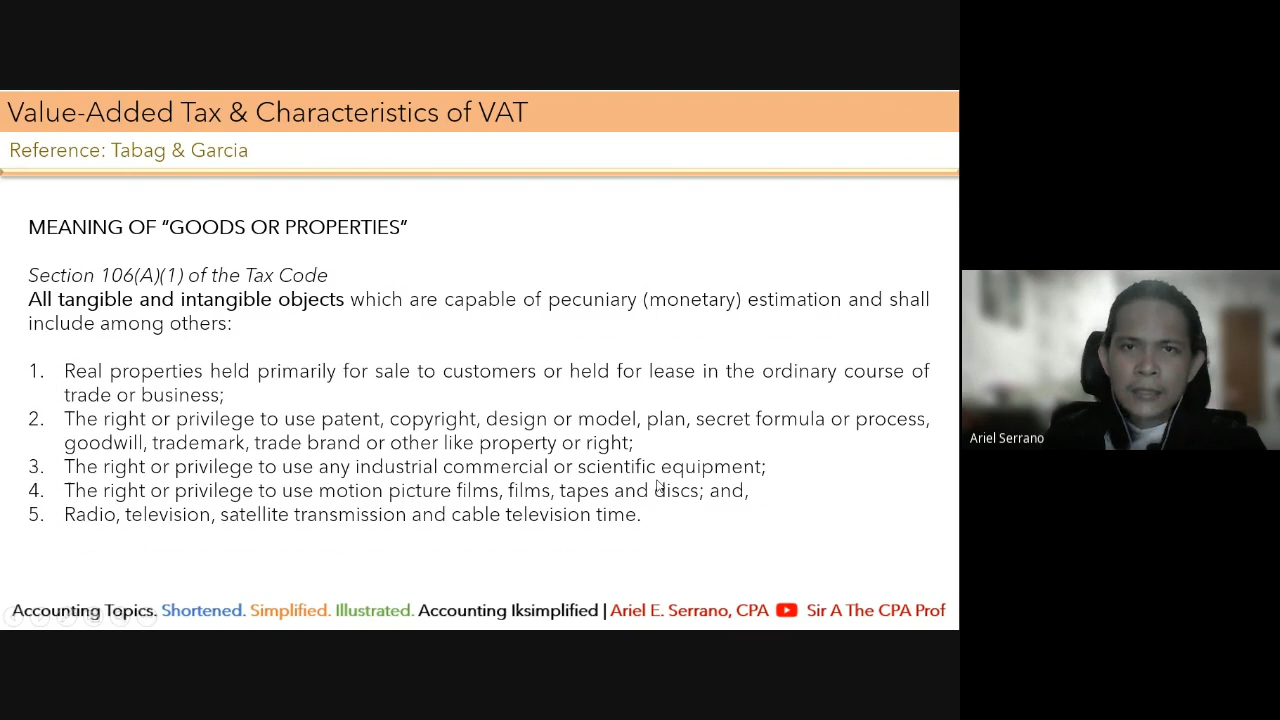 Value-Added Tax & Characteristics of VAT
Reference: Tabag & Garcia
MEANING OF “GOODS OR PROPERTIES”
Section 106(A)(1) of the Tax Code
All tangible and intangible objects which are capable of pecuniary (monetary) estimation and shall
include among others:
1. Real properties held primarily for sale to customers or held for lease in the ordinary course of
trade or business;
2. The right or privilege to use patent, copyright, design or model, plan, secret formula or process,
goodwill, trademark, trade brand or other like property or right;
3. The right or privilege to use any industrial commercial or scientific equipment;
4. The right or privilege to use motion picture films, films, tapes and discs; and,
5. Radio, television, satellite transmission and cable television time.
Accounting Topics. Shortened. Simplified. Illustrated. Accounting Iksimplified | Ariel E. Serrano, CPA Sir A The CPA Prof
Ariel Serrano